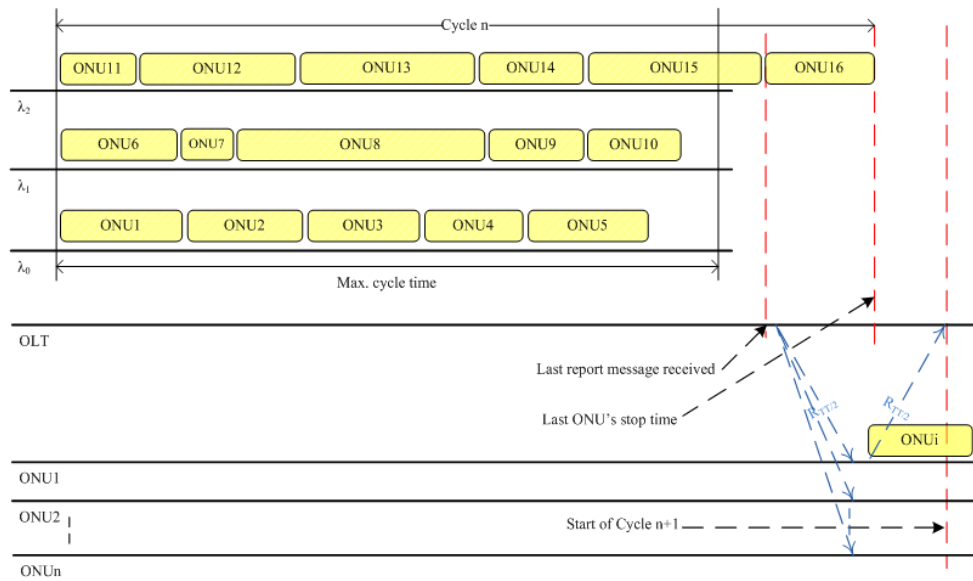 Cycle n
ONU11 ONU12 ONU13 ONU14 ONU15 ONU16
λ2
ONU6 ONU7 ONU8 ONU9 ONU10
λ1
ONU1 ONU2 ONU3 ONU4 ONU5
λ0
Max. cycle time
OLT
Last report message received
Last ONU's stop time
RTT/2
RTT/2
ONUi
ONU1
ONU2
Start of Cycle n+1
ONUn